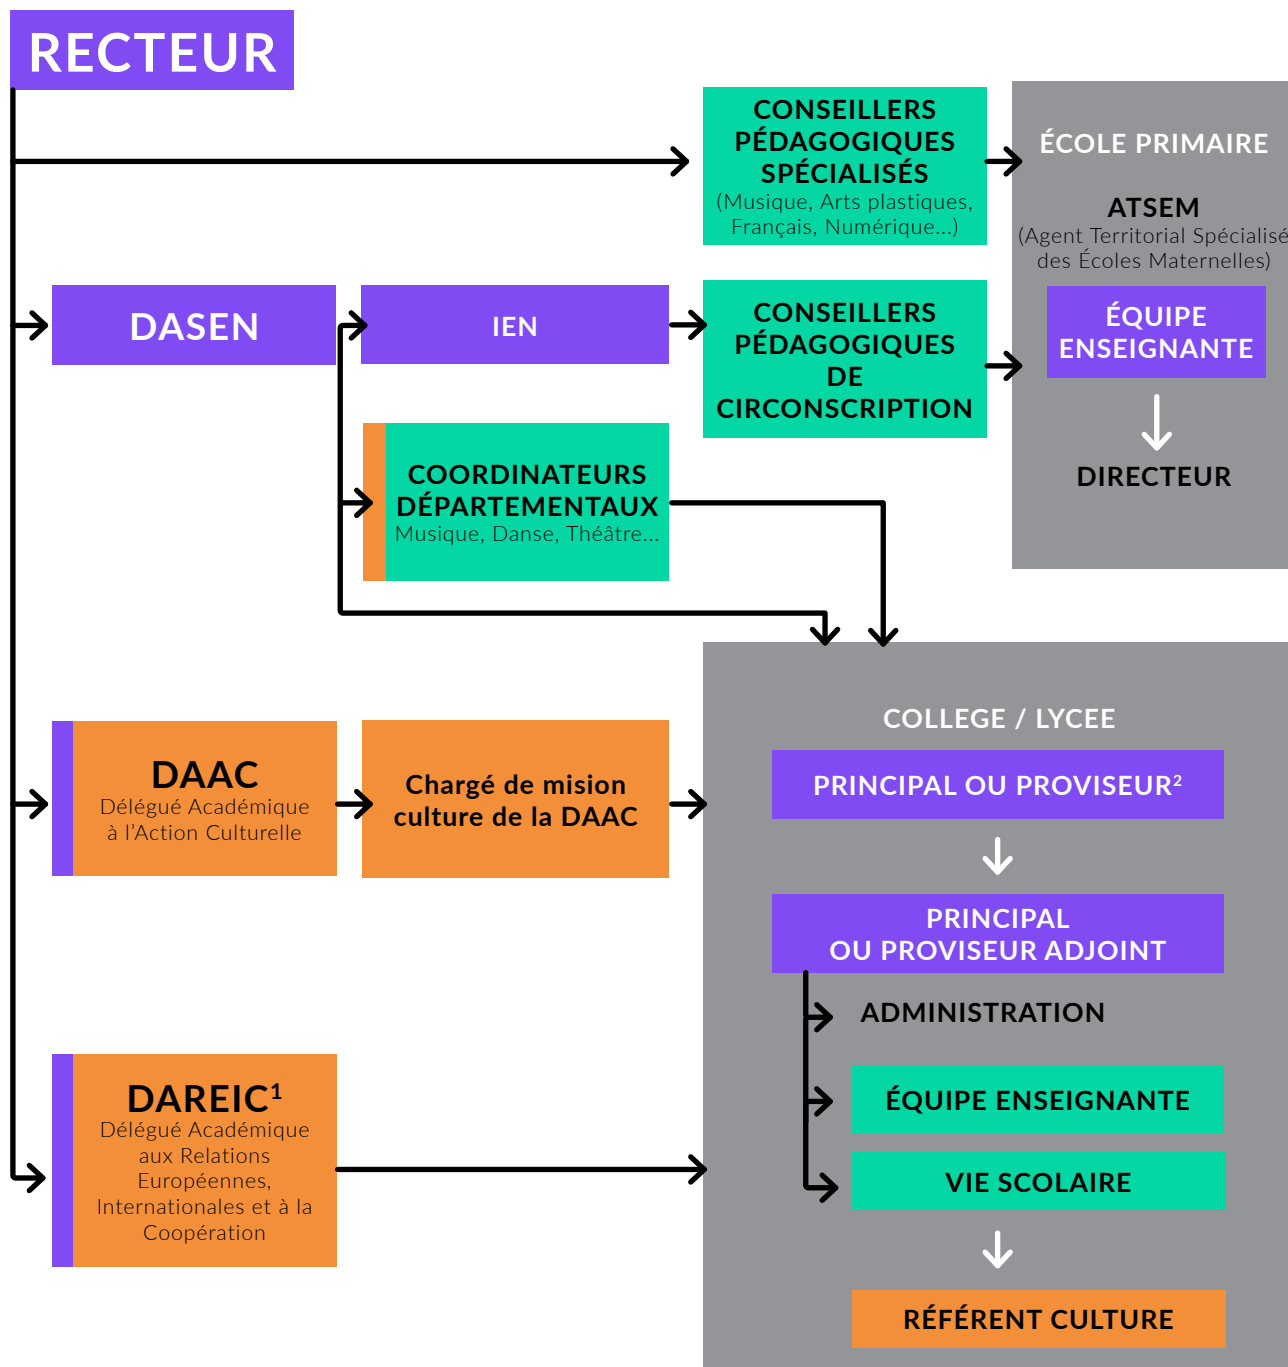 RECTEUR
CONSEILLERS
PÉDAGOGIQUES
SPÉCIALISÉS
(Musique, Arts plastiques,
Français, Numérique...)
ÉCOLE PRIMAIRE
ATSEM
(Agent Territorial Spécialisé
des Écoles Maternelles)
ÉQUIPE
ENSEIGNANTE
DIRECTEUR
DASEN
IEN
CONSEILLERS
PÉDAGOGIQUES
DE
CIRCONSCRIPTION
COORDINATEURS
DÉPARTEMENTAUX
Musique, Danse, Théâtre...
DAAC
Délégué Académique
à l’Action Culturelle
Chargé de mision
culture de la DAAC
COLLEGE / LYCEE
PRINCIPAL OU PROVISEUR²
PRINCIPAL
OU PROVISEUR ADJOINT
ADMINISTRATION
ÉQUIPE ENSEIGNANTE
VIE SCOLAIRE
RÉFÉRENT CULTURE
DAREIC¹
Délégué Académique
aux Relations
Européennes,
Internationales et à la
Coopération